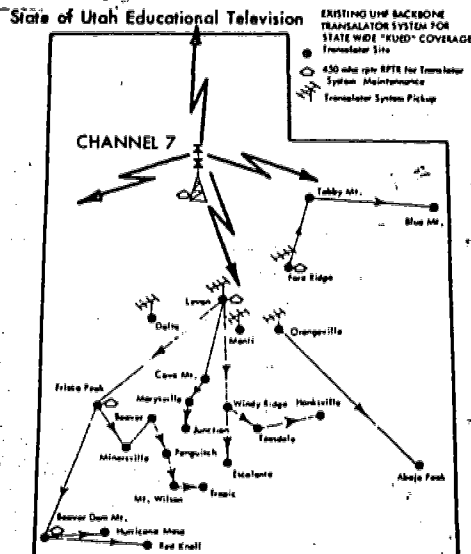 State of Utah Educational Television
EXISTING UHF BACKBONE
TRANSALATOR SYSTEM FOR
STATE WIDE "KUED" COVERAGE
Translator Site
450 mhz rptr RPTR for Translator
System Maintenance
Translator System Pickup
CHANNEL 7
Tabby Mt.
Blue Mt.
Ford Ridge
Levan
Delta
Manti
Orangeville
Cove Mt.
Frisco Peak
Marysville
Windy Ridge
Hanksville
Beaver
Junction
Teasdale
Minersville
Panguitch
Escalante
Abajo Peak
Mt. Wilson
Tropic
Beaver Dam Mt.
Hurricane Mesa
Red Knoll